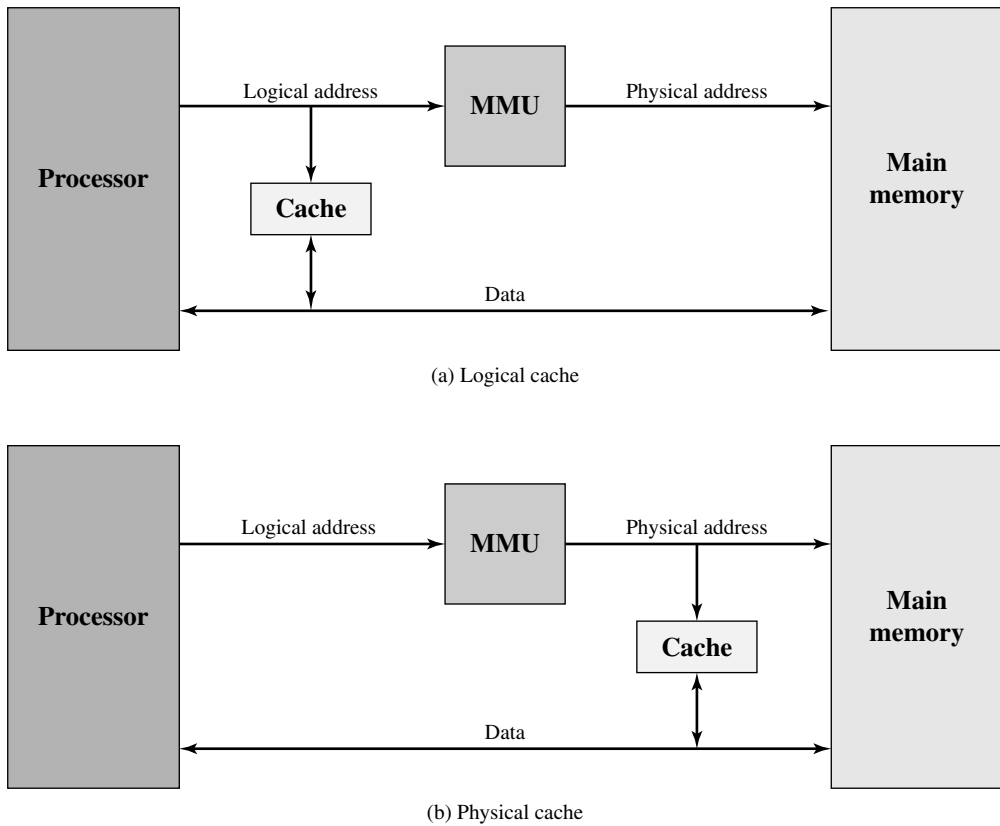 Logical address
MMU
Physical address
Processor
Cache
Main
memory
Data
(a) Logical cache
Logical address
MMU
Physical address
Processor
Main
memory
Cache
Data
(b) Physical cache